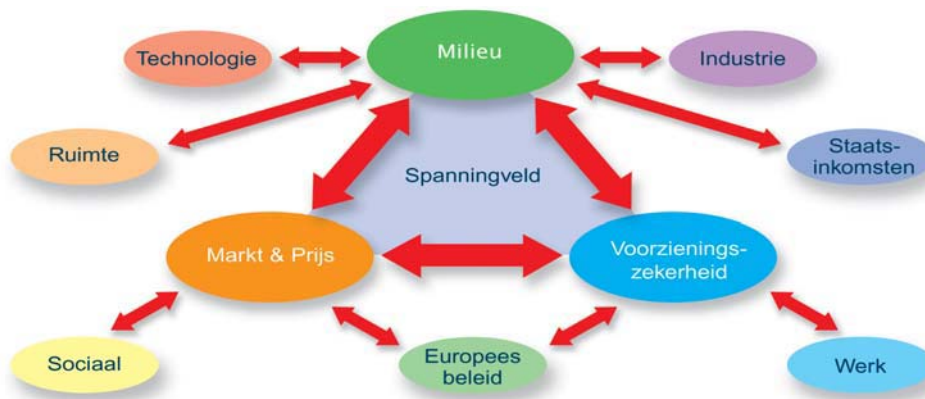 Milieu
Technologie
Industrie
Ruimte
Spanningveld
Staats-
inkomsten
Markt & Prijs
Voorzienings-
zekerheid
Sociaal
Europees
beleid
Werk